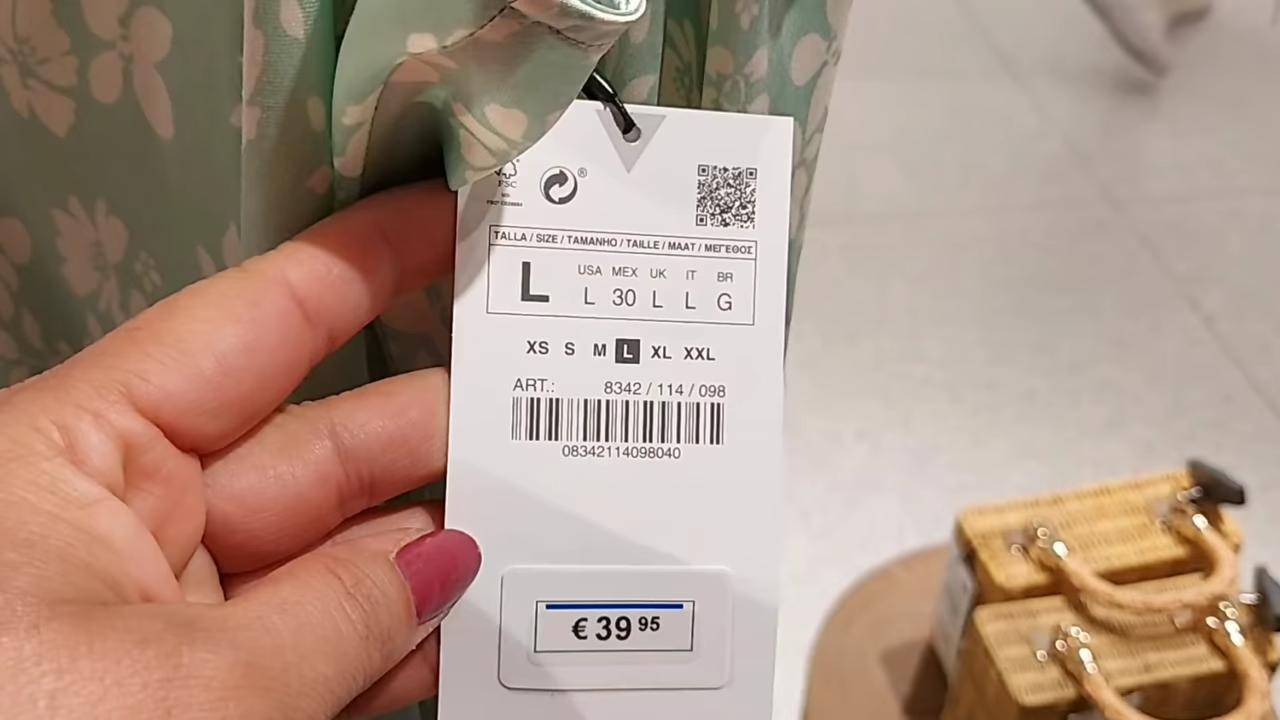 FSC
®
TALLA / SIZE / TAMANHO / TAILLE / MAAT / ΜΕΓΕΘΟΣ
L
USA MEX UK IT BR
L 30 L L G
XS S M L XL XXL
ART.: 8342 / 114 / 098
08342114098040
€ 39 95